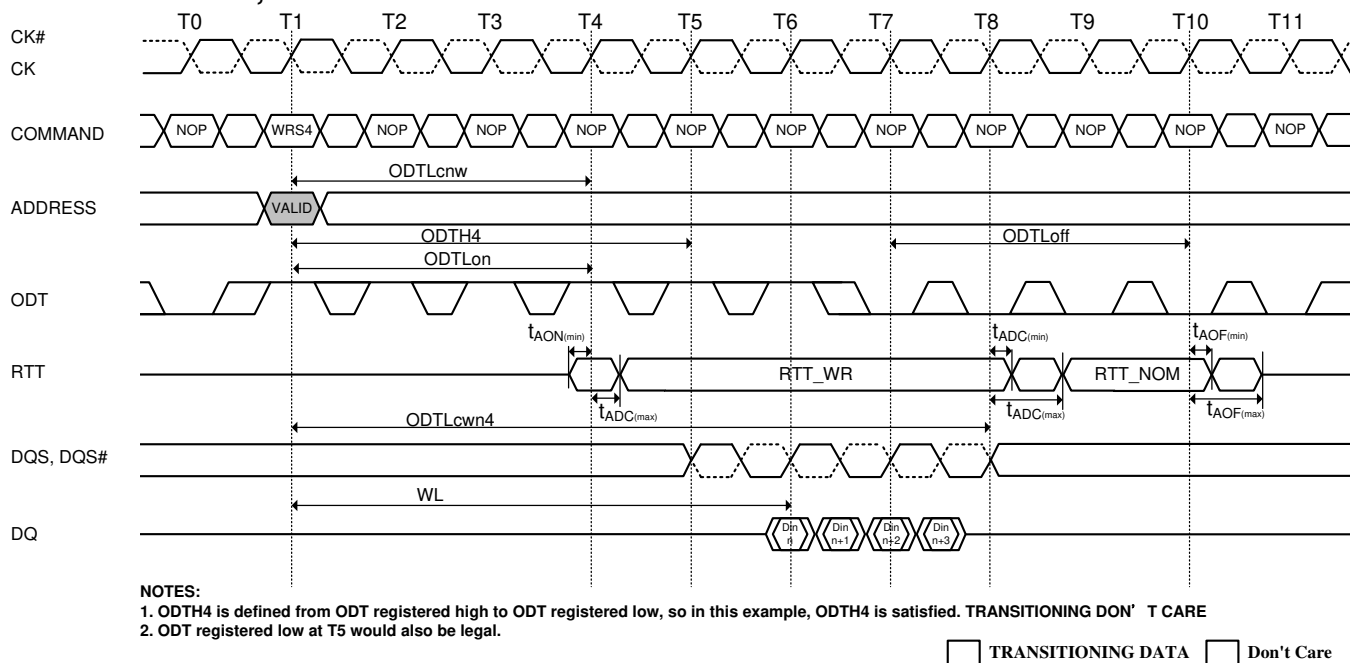 T0 T1 T2 T3 T4 T5 T6 T7 T8 T9 T10 T11
CK#
CK
COMMAND NOP WRS4 NOP NOP NOP NOP NOP NOP NOP NOP NOP NOP
ODTLcnw
ADDRESS VALID
ODTH4 ODTLoff
ODTLon
ODT
tAON(min) tADC(min) tAOF(min)
RTT RTT_WR RTT_NOM
tADC(max) tADC(max) tAOF(max)
ODTLcwn4
DQS, DQS#
WL
DQ Din n Din n+1 Din n+2 Din n+3
NOTES:
1. ODTH4 is defined from ODT registered high to ODT registered low, so in this example, ODTH4 is satisfied. TRANSITIONING DON' T CARE
2. ODT registered low at T5 would also be legal.
TRANSITIONING DATA Don't Care